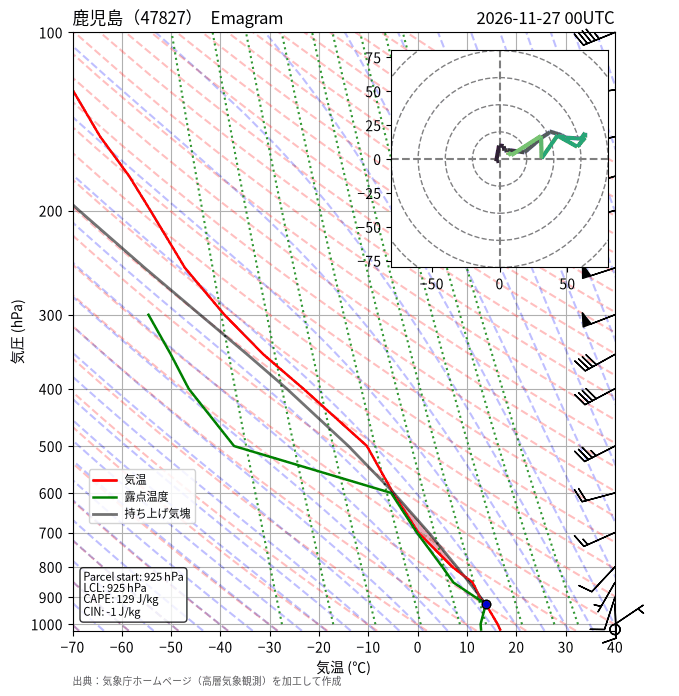 鹿児島（47827） Emagram
2026-11-27 00UTC
100
200
300
400
500
600
700
800
900
1000
気圧 (hPa)
75
50
25
0
−25
−50
−75
−50
0
50
気温
露点温度
持ち上げ気塊
Parcel start: 925 hPa
LCL: 925 hPa
CAPE: 129 J/kg
CIN: -1 J/kg
−70
−60
−50
−40
−30
−20
−10
0
10
20
30
40
気温 (℃)
出典：気象庁ホームページ（高層気象観測）を加工して作成